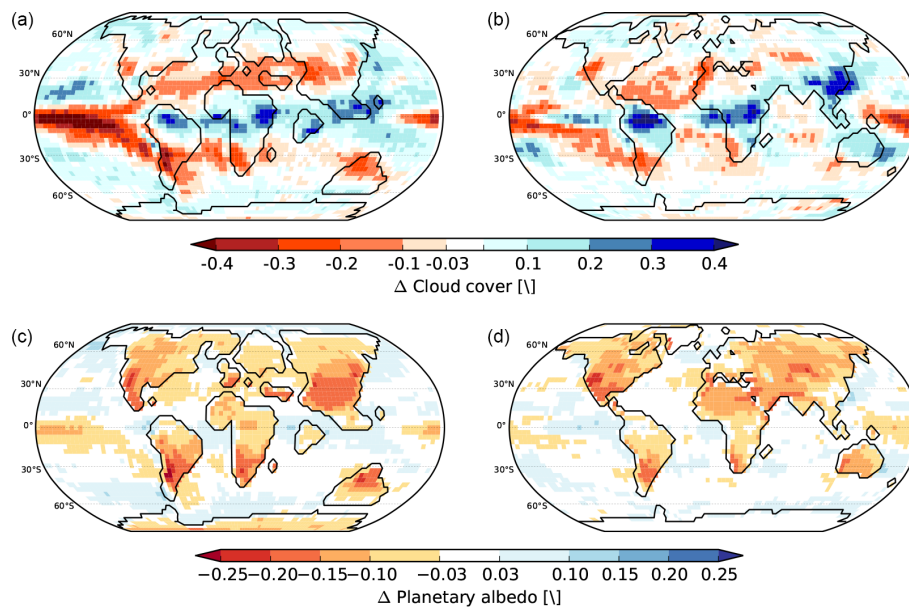 (a) (b)
60°N 60°N
30°N 30°N
0° 0°
30°S 30°S
60°S 60°S
-0.4 -0.3 -0.2 -0.1 -0.03 0.1 0.2 0.3 0.4
Δ Cloud cover [\]
(c) (d)
60°N 60°N
30°N 30°N
0° 0°
30°S 30°S
60°S 60°S
−0.25 −0.20 −0.15 −0.10 −0.03 0.03 0.10 0.15 0.20 0.25
Δ Planetary albedo [\]